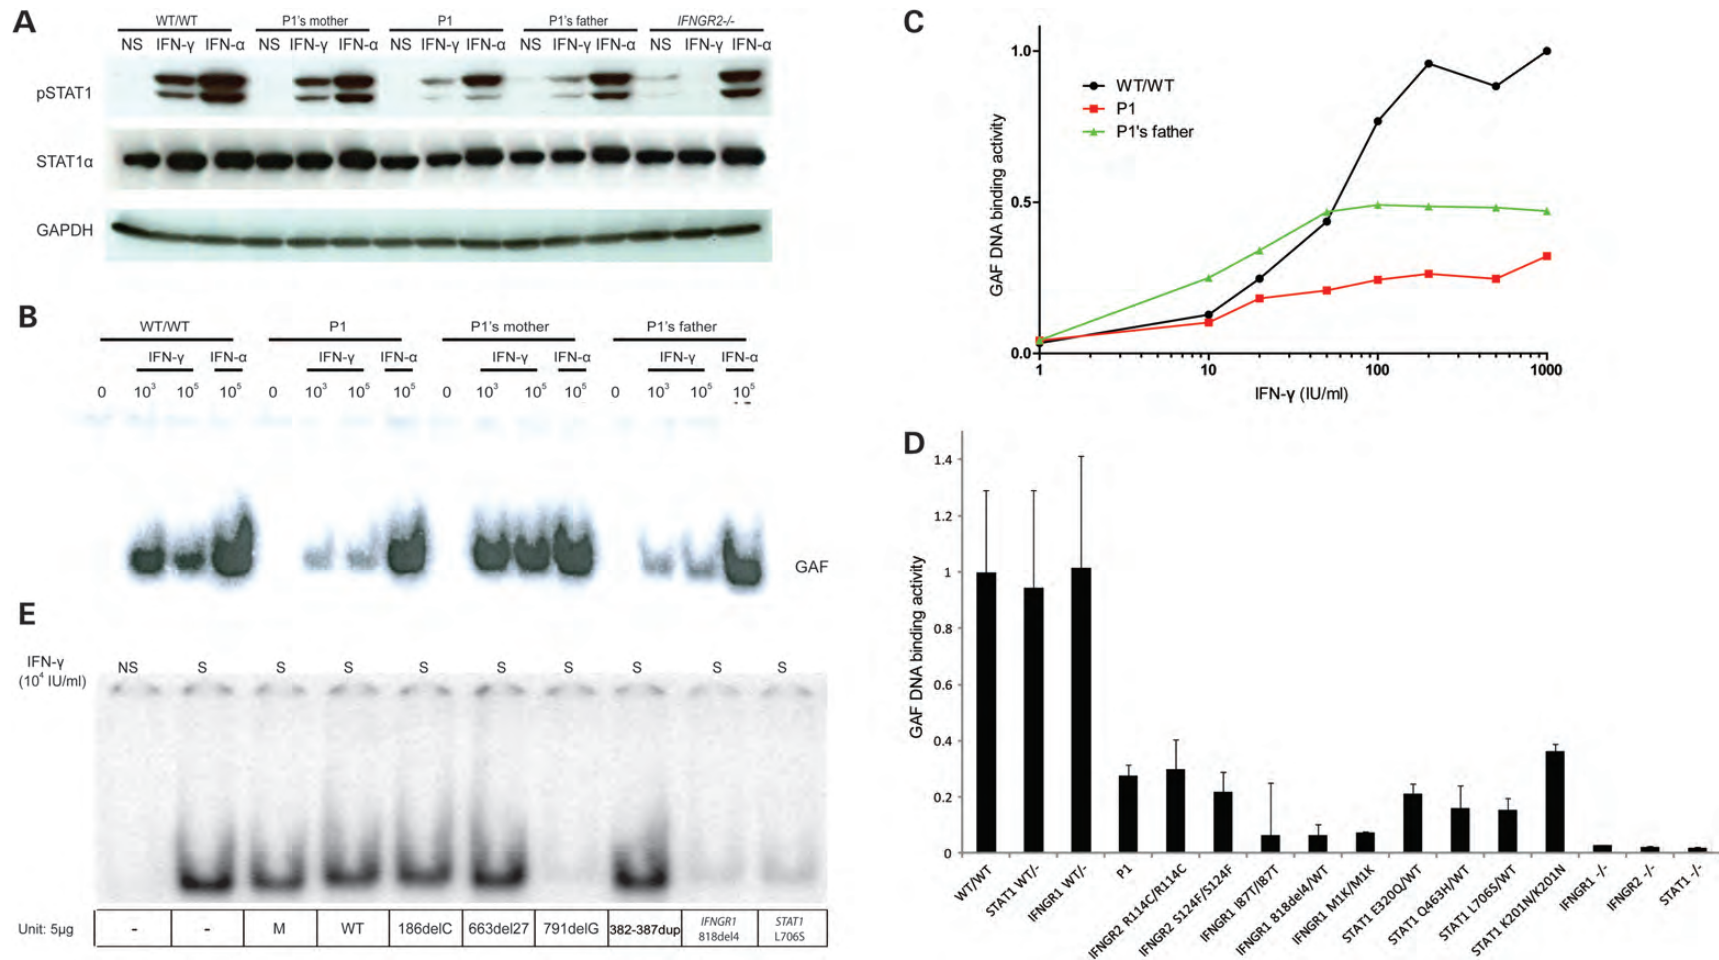 A
WT/WT P1's mother P1 P1's father IFNGR2-/-
NS IFN-γ IFN-α NS IFN-γ IFN-α NS IFN-γ IFN-α NS IFN-γ IFN-α NS IFN-γ IFN-α
pSTAT1
STAT1α
GAPDH
B
WT/WT P1 P1's mother P1's father
IFN-γ IFN-α IFN-γ IFN-α IFN-γ IFN-α IFN-γ IFN-α
0 10³ 10⁵ 10⁵ 0 10³ 10⁵ 10⁵ 0 10³ 10⁵ 10⁵ 0 10³ 10⁵ 10⁵
GAF
E
IFN-γ
(10⁴ IU/ml)
NS S S S S S S S S S
Unit: 5μg - - M WT 186delC 663del27 791delG 382-387dup IFNGR1 818del4 STAT1 L706S
C
1.0
0.5
0.0
GAF DNA binding activity
WT/WT
P1
P1's father
1 10 100 1000
IFN-γ (IU/ml)
D
1.4
1.2
1
0.8
0.6
0.4
0.2
0
GAF DNA binding activity
WT/WT
STAT1 WT/-
IFNGR1 WT/-
P1
IFNGR2 R114C/R114C
IFNGR2 S124F/S124F
IFNGR1 I87T/I87T
IFNGR1 818del4/WT
IFNGR1 M1K/M1K
STAT1 E320Q/WT
STAT1 Q463H/WT
STAT1 L706S/WT
STAT1 K201N/K201N
IFNGR1 -/-
IFNGR2 -/-
STAT1 -/-